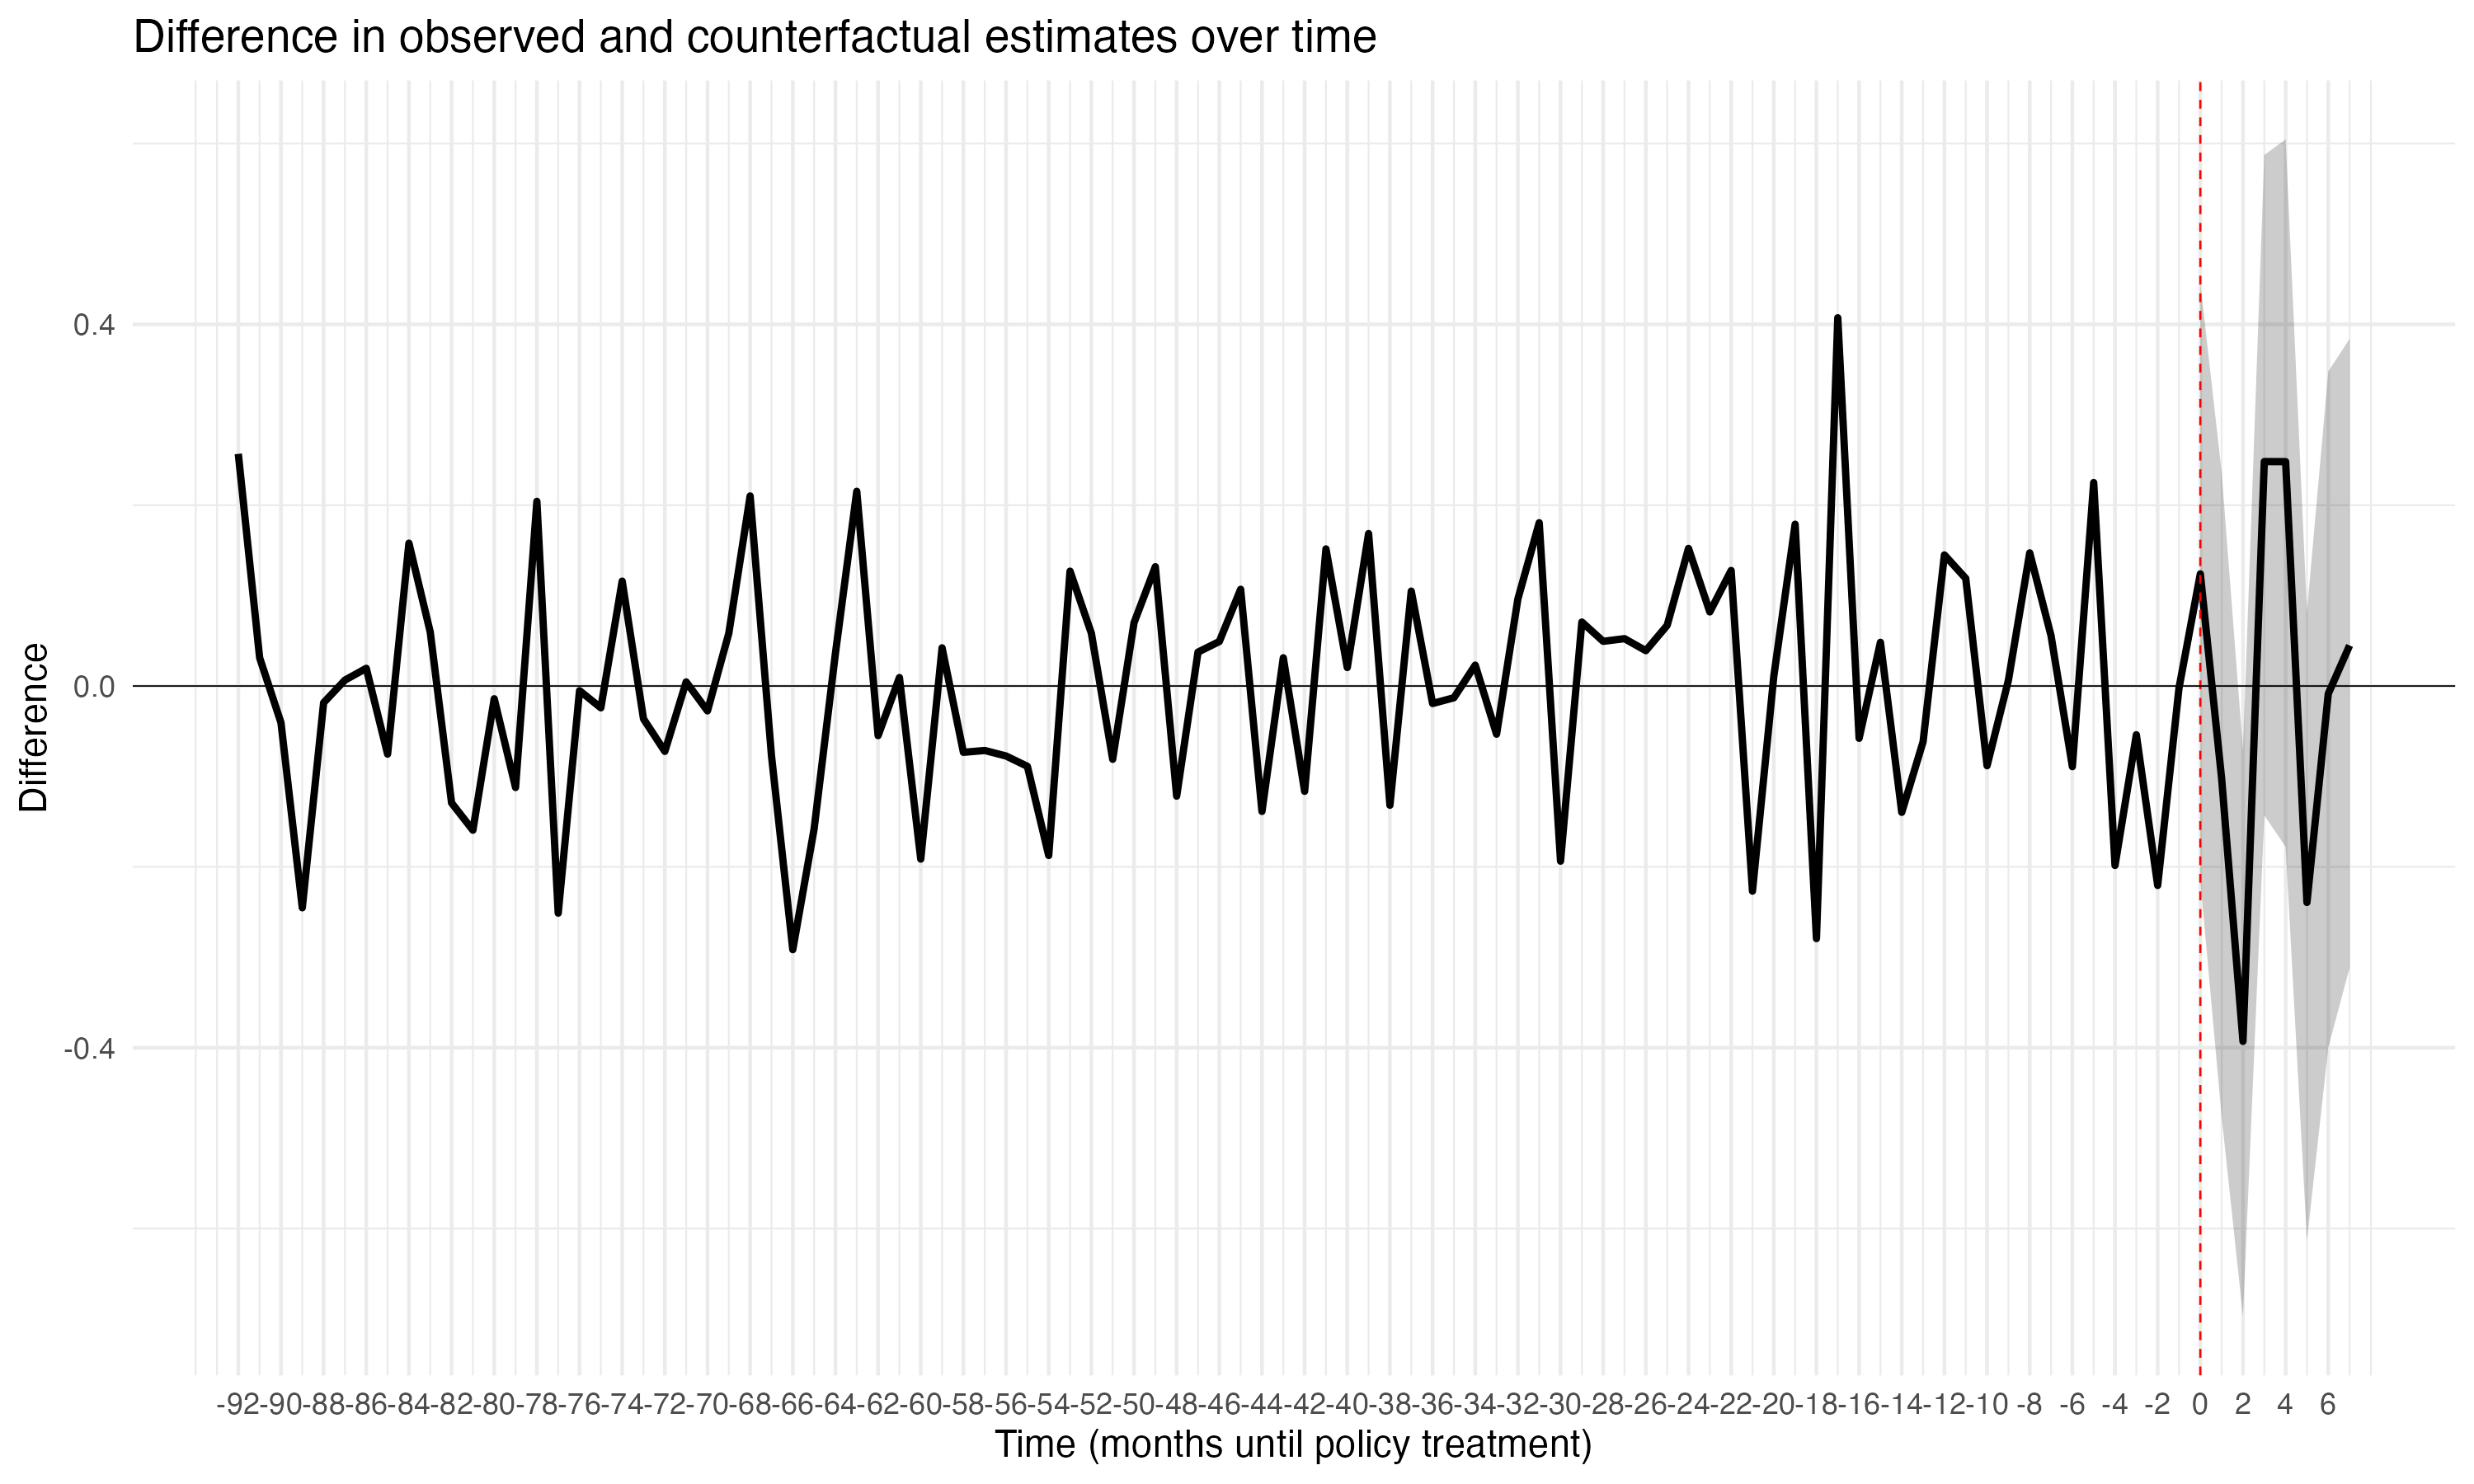 Difference in observed and counterfactual estimates over time
Difference
0.4
0.0
-0.4
-92-90-88-86-84-82-80-78-76-74-72-70-68-66-64-62-60-58-56-54-52-50-48-46-44-42-40-38-36-34-32-30-28-26-24-22-20-18-16-14-12-10 -8 -6 -4 -2 0 2 4 6
Time (months until policy treatment)